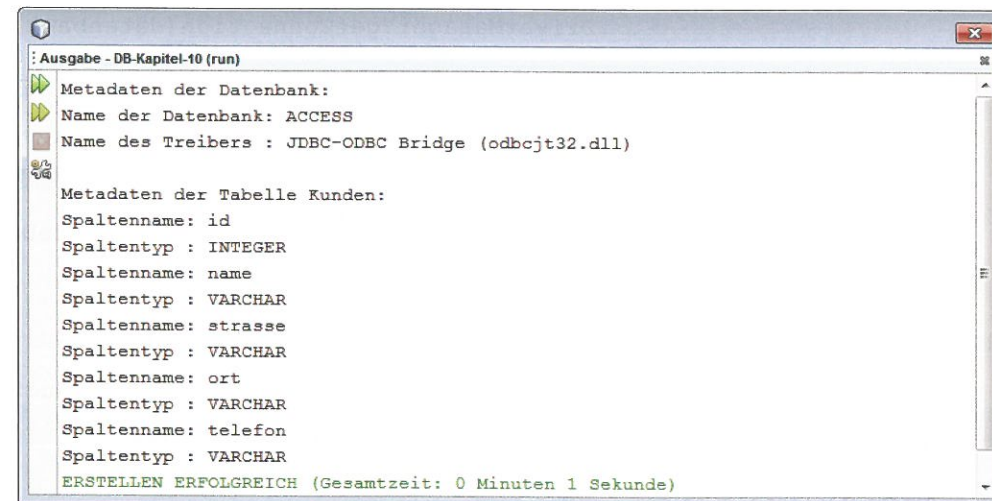 Ausgabe - DB-Kapitel-10 (run)
Metadaten der Datenbank:
Name der Datenbank: ACCESS
Name des Treibers : JDBC-ODBC Bridge (odbcjt32.dll)
Metadaten der Tabelle Kunden:
Spaltenname: id
Spaltentyp : INTEGER
Spaltenname: name
Spaltentyp : VARCHAR
Spaltenname: strasse
Spaltentyp : VARCHAR
Spaltenname: ort
Spaltentyp : VARCHAR
Spaltenname: telefon
Spaltentyp : VARCHAR
ERSTELLEN ERFOLGREICH (Gesamtzeit: 0 Minuten 1 Sekunde)